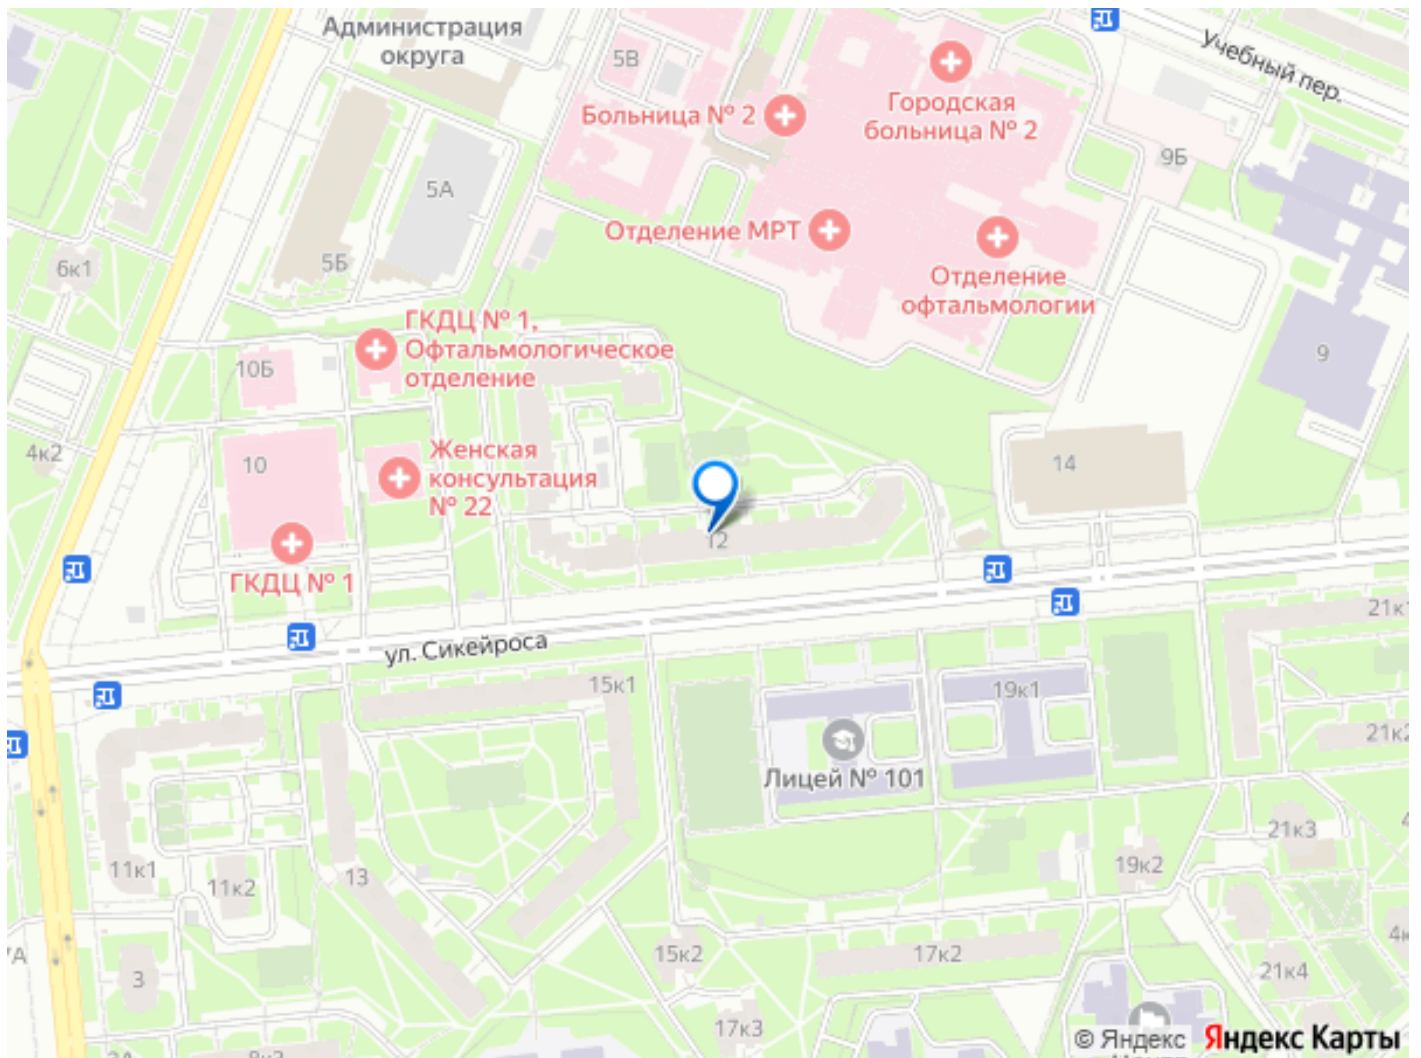 Администрация
округа
5В
Учебный пер.
Городская
больница № 2
Больница № 2
9Б
5А
Отделение МРТ
5Б
6к1
Отделение
офтальмологии
ГКДЦ № 1,
Офтальмологическое
отделение
10Б
9
4к2
10
Женская
консультация
№ 22
14
12
ГКДЦ № 1
ул. Сикейроса
21к1
15к1
19к1
21к2
Лицей № 101
21к3
11к1
11к2
13
19к2
3
15к2
17к2
21к4
17к3
© Яндекс
Яндекс Карты